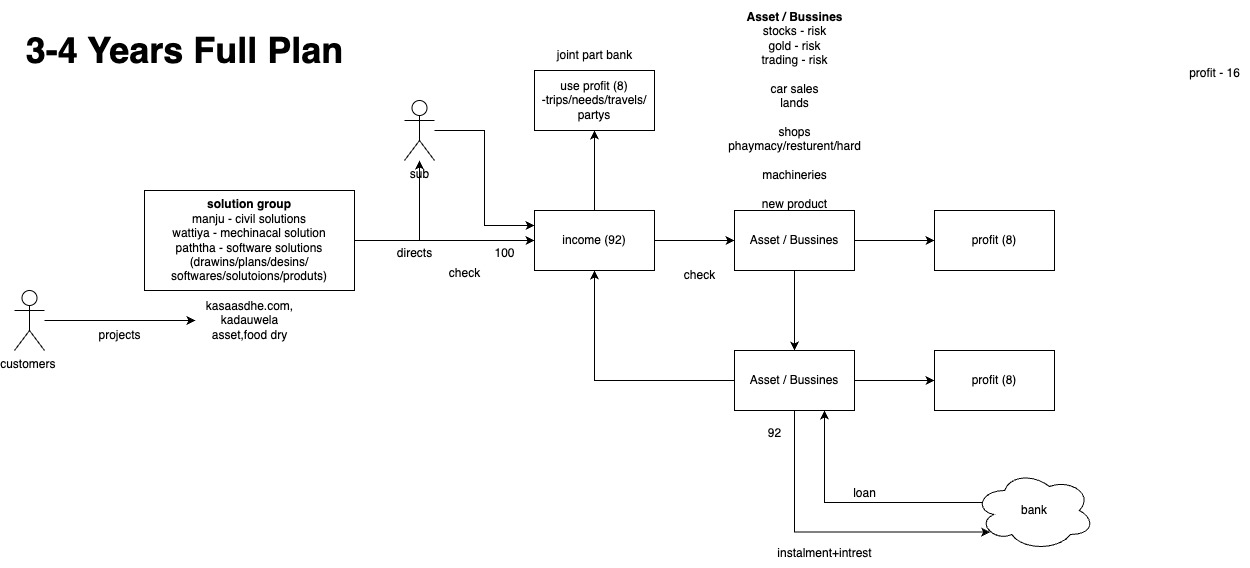 3-4 Years Full Plan
Asset / Bussines
stocks - risk
gold - risk
trading - risk
car sales
lands
shops
phaymacy/resturent/hard
machineries
new product
profit - 16
joint part bank
use profit (8)
-trips/needs/travels/
partys
sub
solution group
manju - civil solutions
wattiya - mechinacal solution
paththa - software solutions
(drawins/plans/desins/
softwares/solutoions/produts)
directs
100
check
income (92)
check
Asset / Bussines
profit (8)
customers
projects
kasaasdhe.com,
kadauwela
asset,food dry
Asset / Bussines
profit (8)
92
loan
bank
instalment+intrest